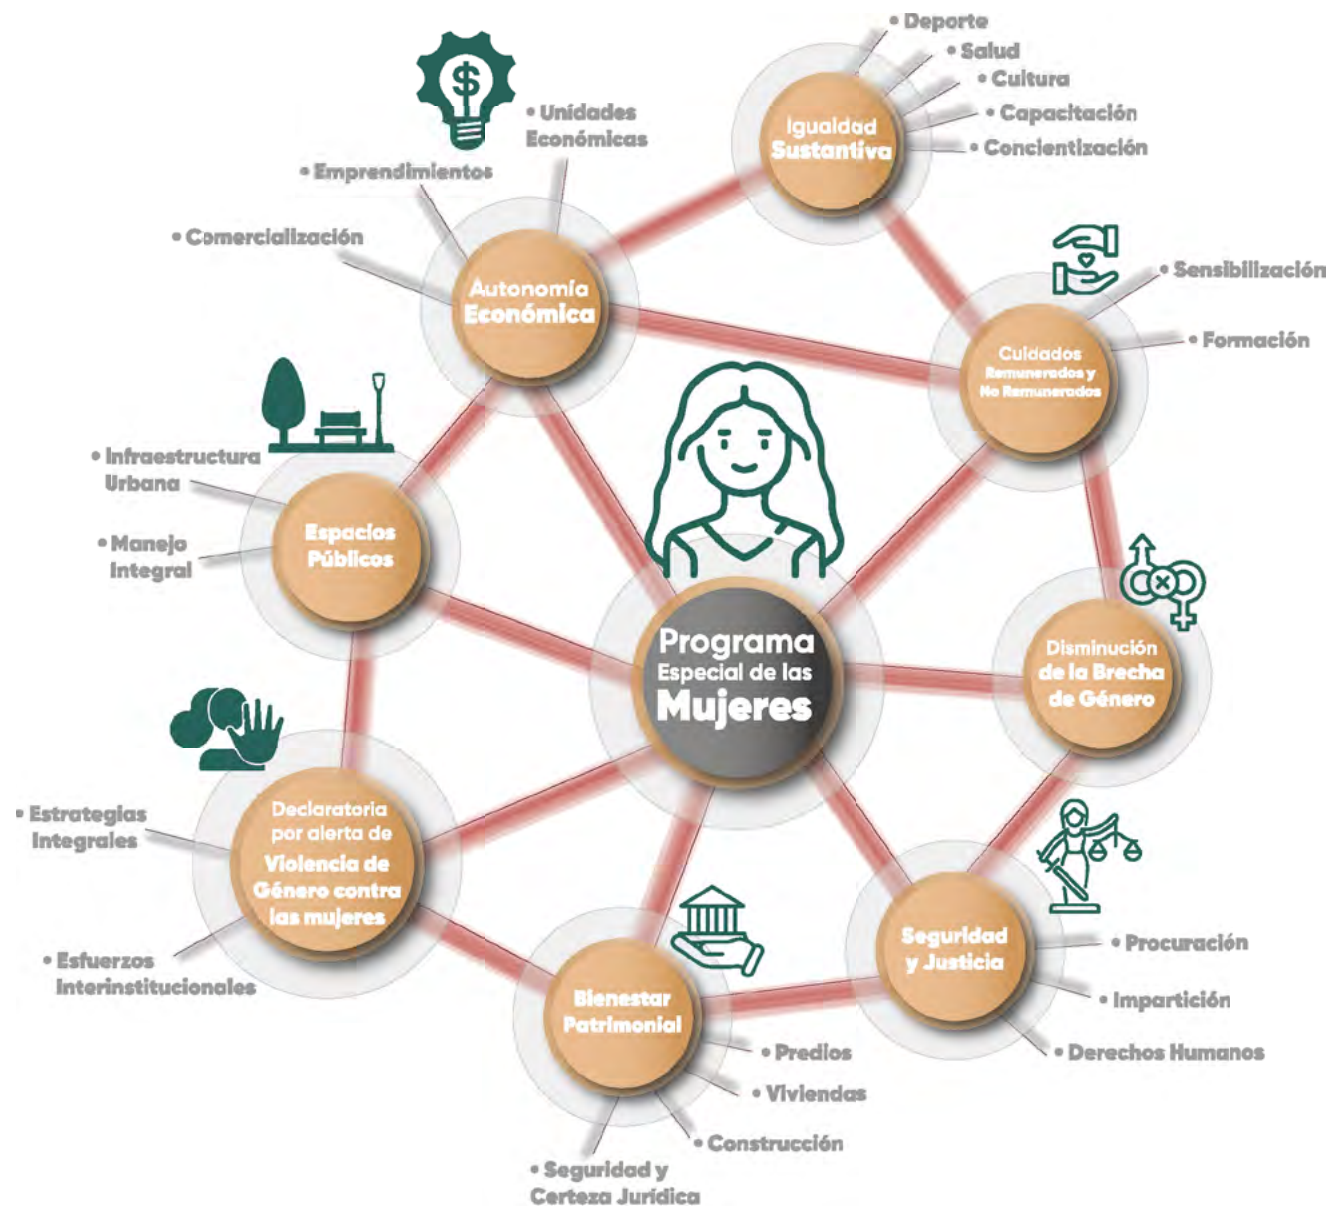 • Deporte
• Salud
• Cultura
• Capacitación
• Concientización
Igualdad
Sustantiva
$
• Unidades
Económicas
• Emprendimientos
• Comercialización
Autonomía
Económica
• Sensibilización
• Formación
Cuidados
Remunerados y
No Remunerados
• Infraestructura
Urbana
• Manejo
Integral
Espacios
Públicos
Programa
Especial de las
Mujeres
Disminución
de la Brecha
de Género
• Estrategias
Integrales
• Esfuerzos
Interinstitucionales
Declaratoria
por alerta de
Violencia de
Género contra
las mujeres
Seguridad
y Justicia
• Procuración
• Impartición
• Derechos Humanos
Bienestar
Patrimonial
• Predios
• Viviendas
• Construcción
• Seguridad y
Certeza Jurídica